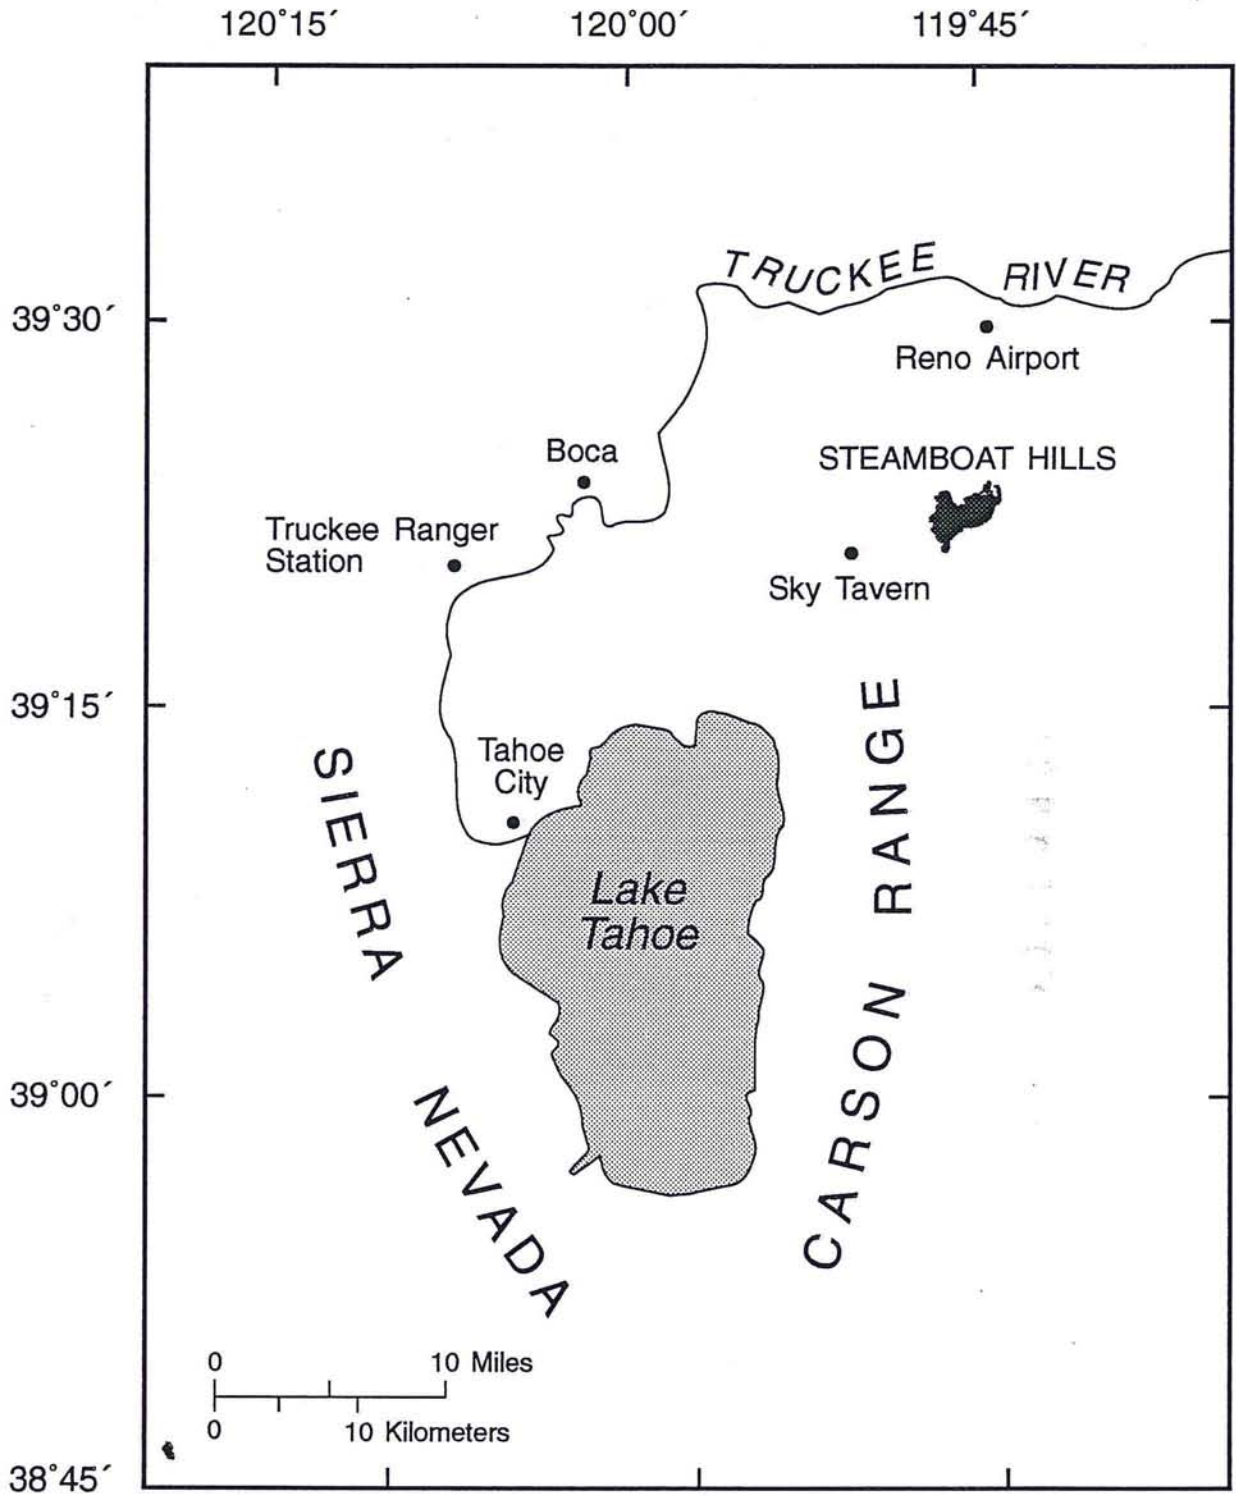 120°15´ 120°00´ 119°45´
TRUCKEE RIVER
39°30´
Reno Airport
Boca
STEAMBOAT HILLS
Truckee Ranger
Station
Sky Tavern
39°15´
Tahoe
City
SIERRA NEVADA
CARSON RANGE
Lake
Tahoe
39°00´
0 10 Miles
0 10 Kilometers
38°45´